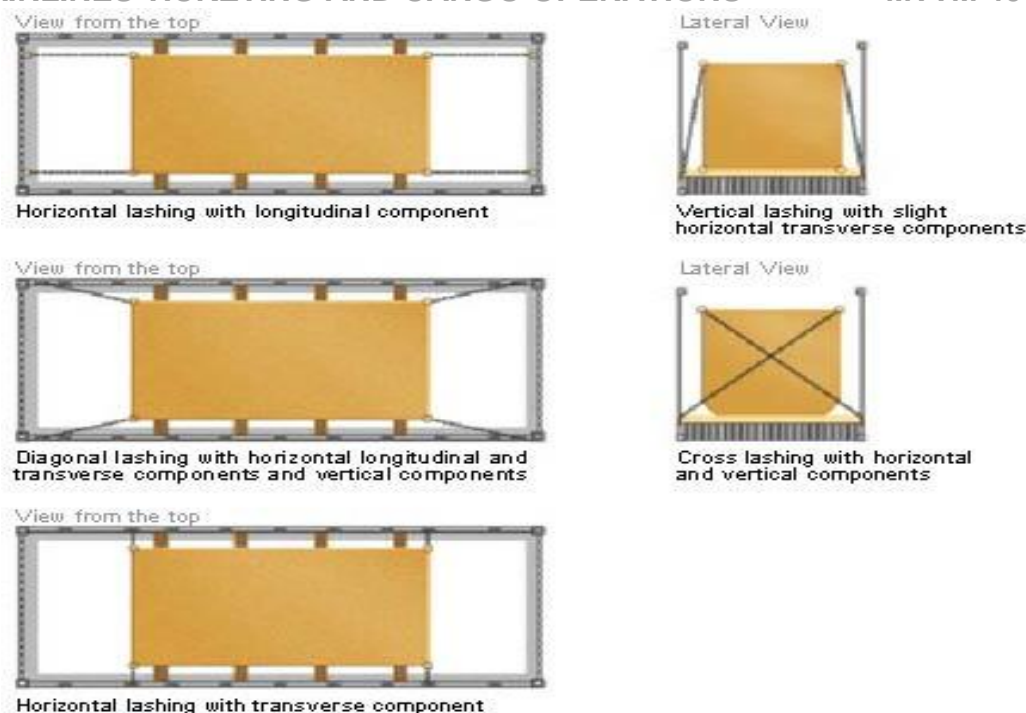 View from the top
Horizontal lashing with longitudinal component
Lateral View
Vertical lashing with slight
horizontal transverse components
View from the top
Diagonal lashing with horizontal longitudinal and
transverse components and vertical components
Lateral View
Cross lashing with horizontal
and vertical components
View from the top
Horizontal lashing with transverse component